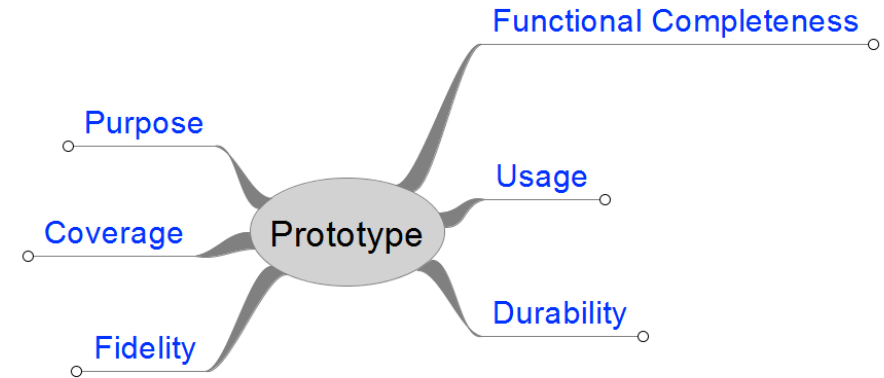 Functional Completeness
Purpose
Usage
Coverage
Prototype
Durability
Fidelity